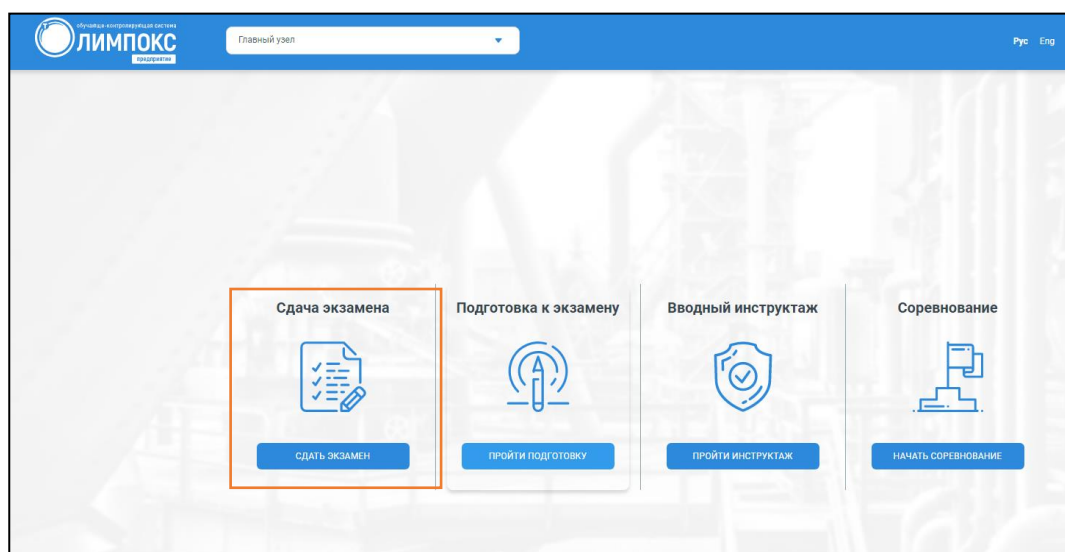 обучающе-контролирующая система
ОЛИМПОКС
предприятие
Главный узел
Рус Eng
Сдача экзамена
Подготовка к экзамену
Вводный инструктаж
Соревнование
СДАТЬ ЭКЗАМЕН
ПРОЙТИ ПОДГОТОВКУ
ПРОЙТИ ИНСТРУКТАЖ
НАЧАТЬ СОРЕВНОВАНИЕ